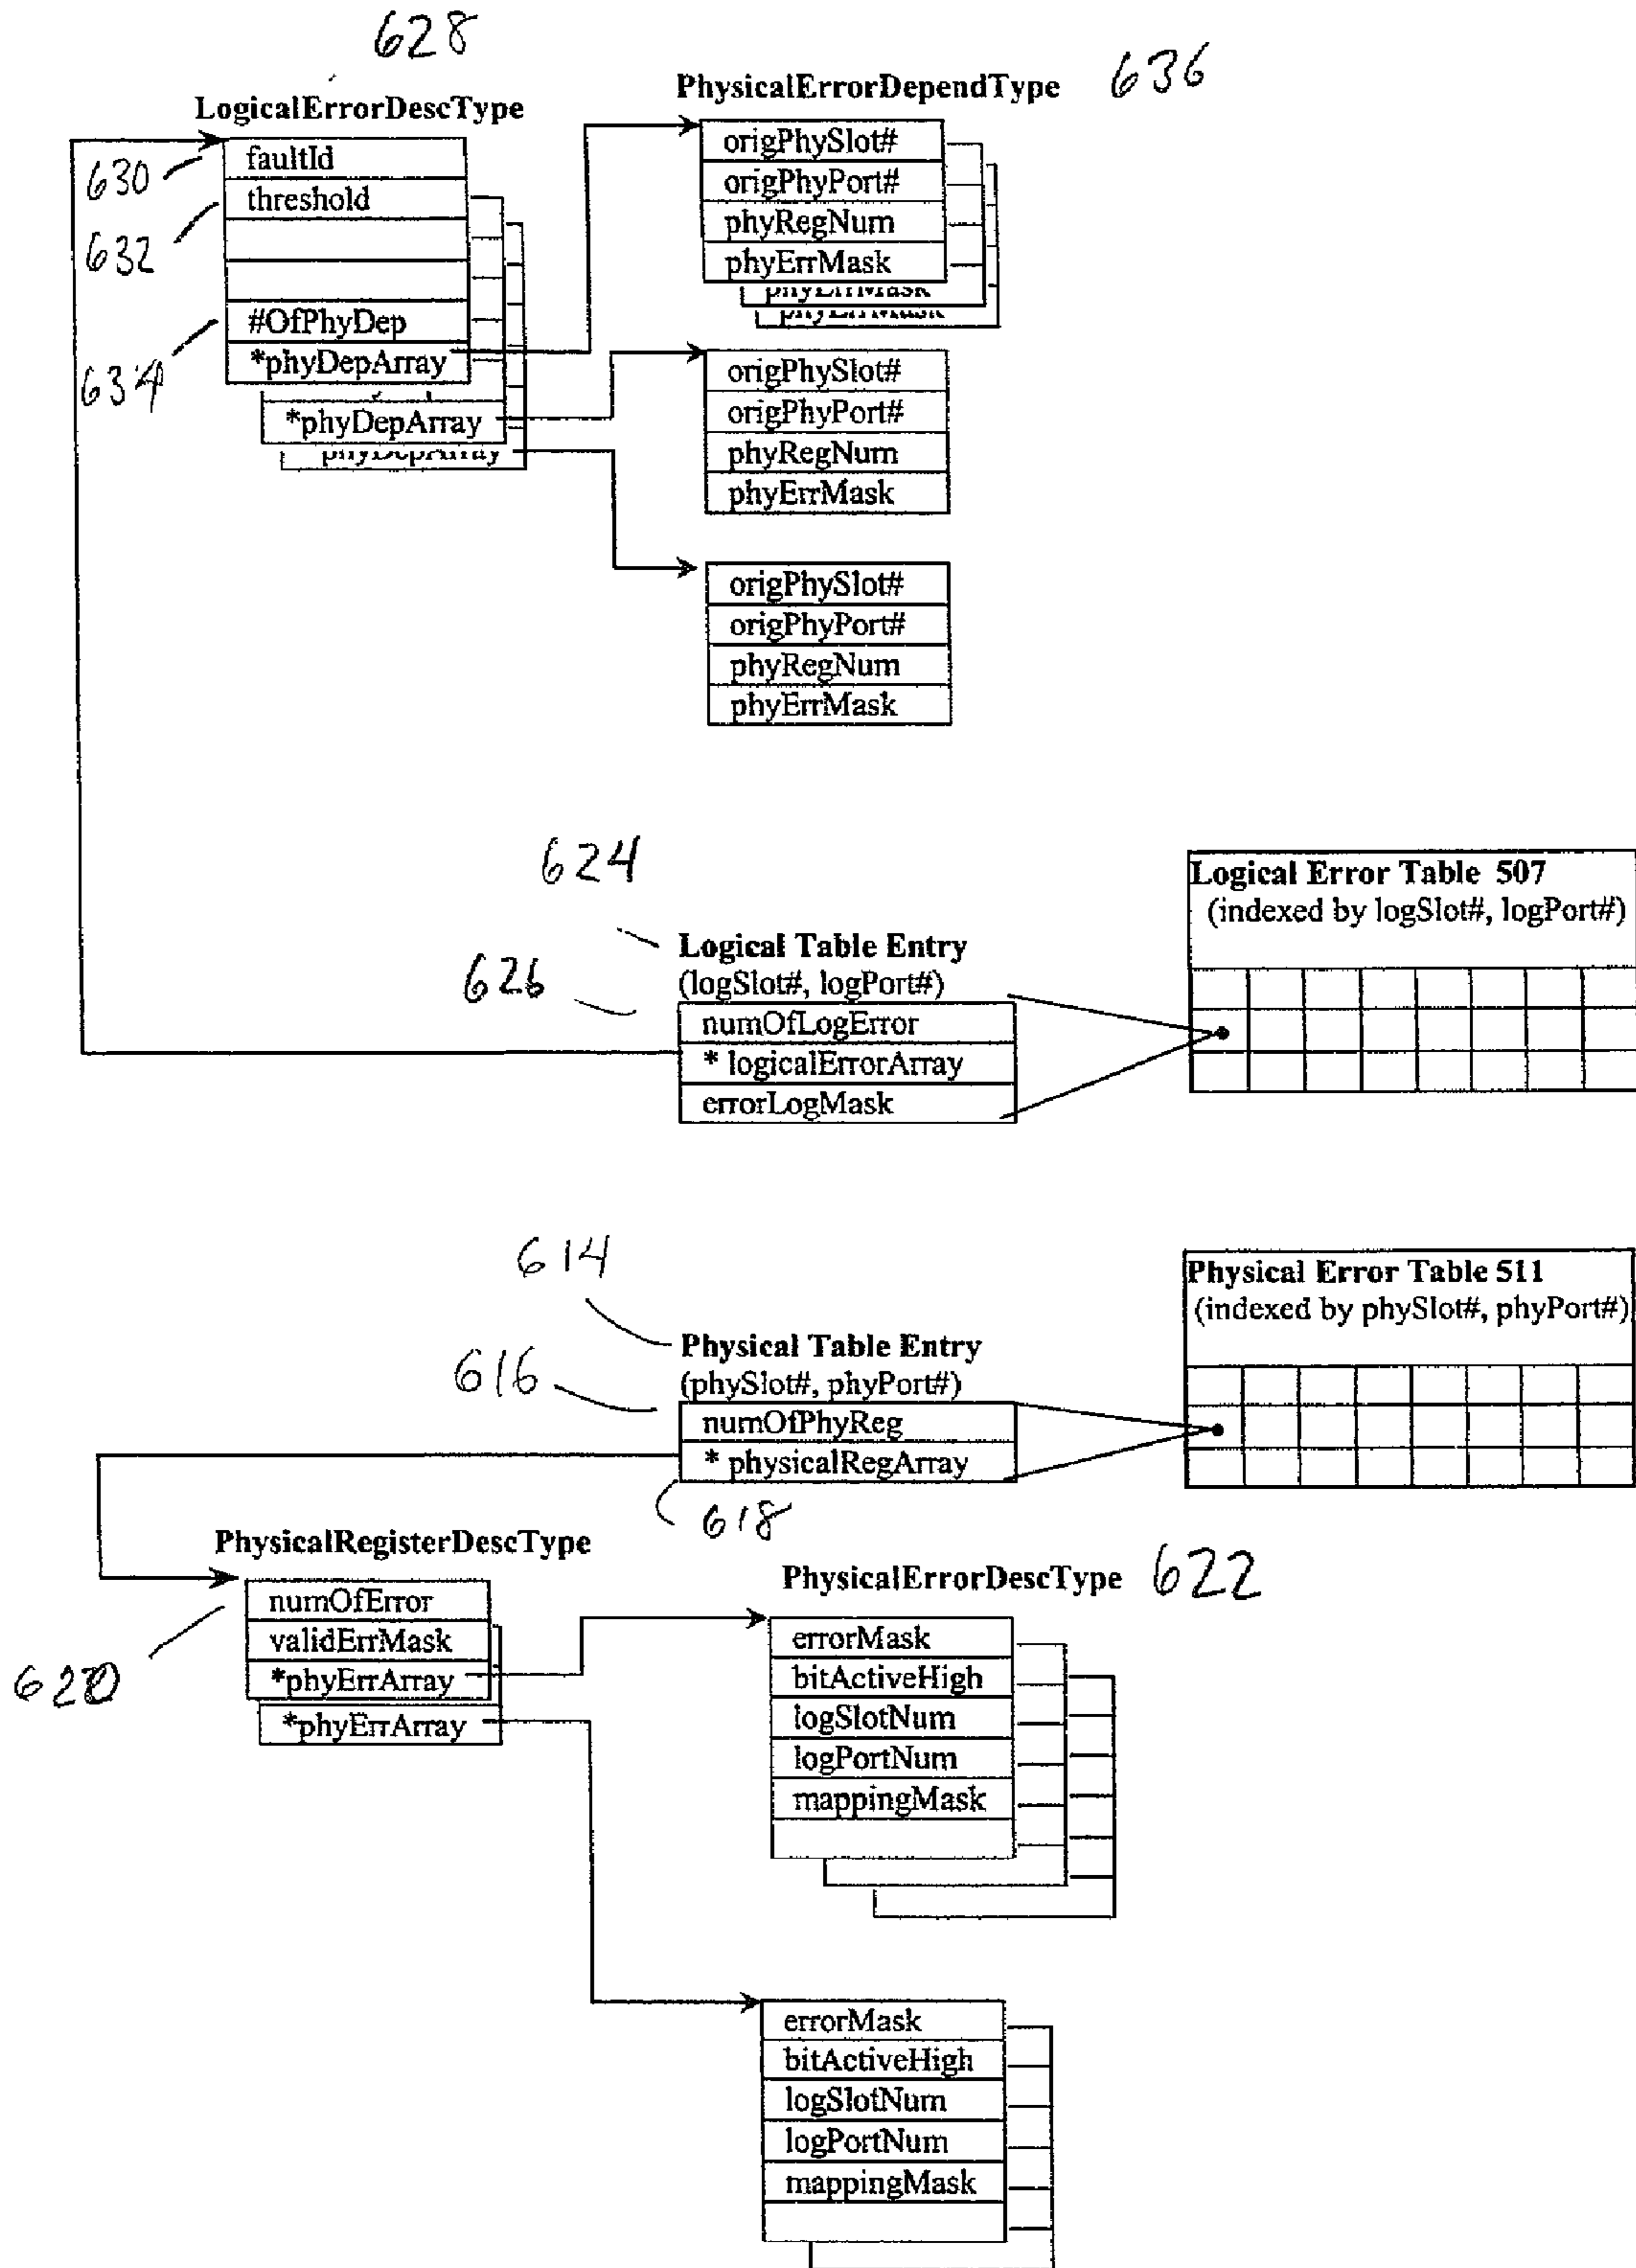 628
LogicalErrorDescType
630
faultId
632
threshold
634
#OfPhyDep
*phyDepArray
*phyDepArray
phyDepArray
PhysicalErrorDependType 636
origPhySlot#
origPhyPort#
phyRegNum
phyErrMask
phyErrMask
phyErrMask
origPhySlot#
origPhyPort#
phyRegNum
phyErrMask
origPhySlot#
origPhyPort#
phyRegNum
phyErrMask
624
Logical Table Entry
(logSlot#, logPort#)
626
numOfLogError
* logicalErrorArray
errorLogMask
Logical Error Table 507
(indexed by logSlot#, logPort#)
614
Physical Table Entry
(phySlot#, phyPort#)
616
numOfPhyReg
* physicalRegArray
618
Physical Error Table 511
(indexed by phySlot#, phyPort#)
PhysicalRegisterDescType
620
numOfError
validErrMask
*phyErrArray
*phyErrArray
PhysicalErrorDescType 622
errorMask
bitActiveHigh
logSlotNum
logPortNum
mappingMask
errorMask
bitActiveHigh
logSlotNum
logPortNum
mappingMask